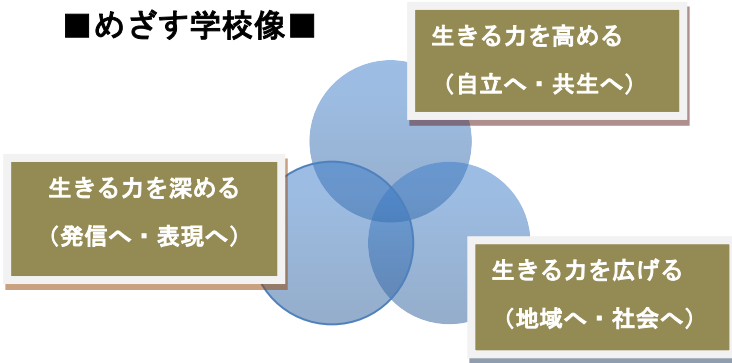 ■めざす学校像■
生きる力を高める
（自立へ・共生へ）
生きる力を深める
（発信へ・表現へ）
生きる力を広げる
（地域へ・社会へ）